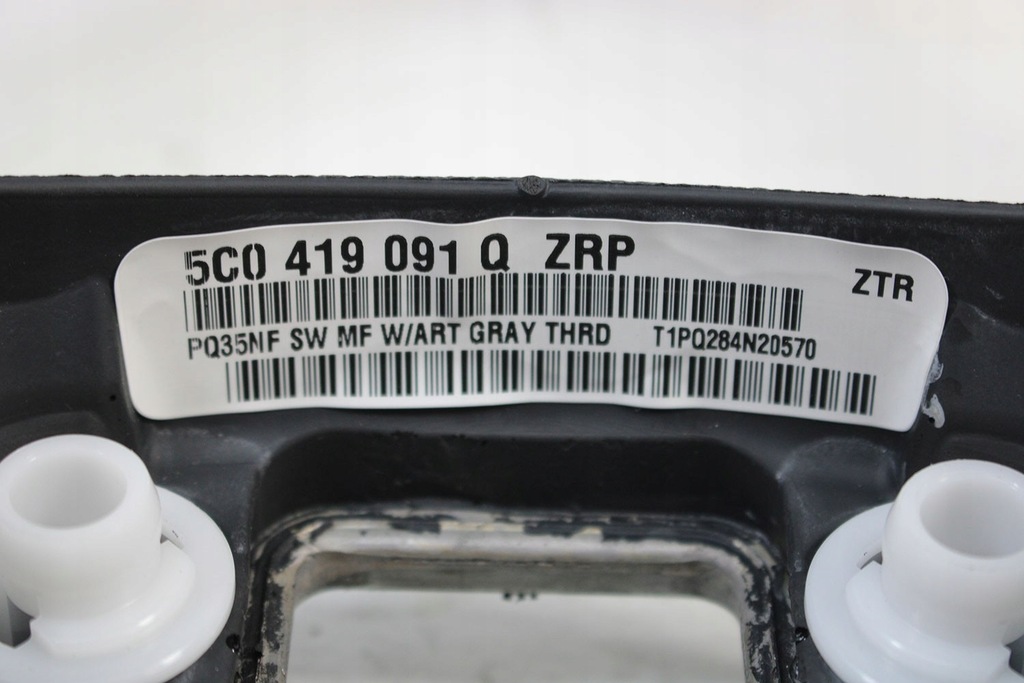 5C0 419 091 Q ZRP
ZTR
PQ35NF SW MF W/ART GRAY THRD T1PQ284N20570